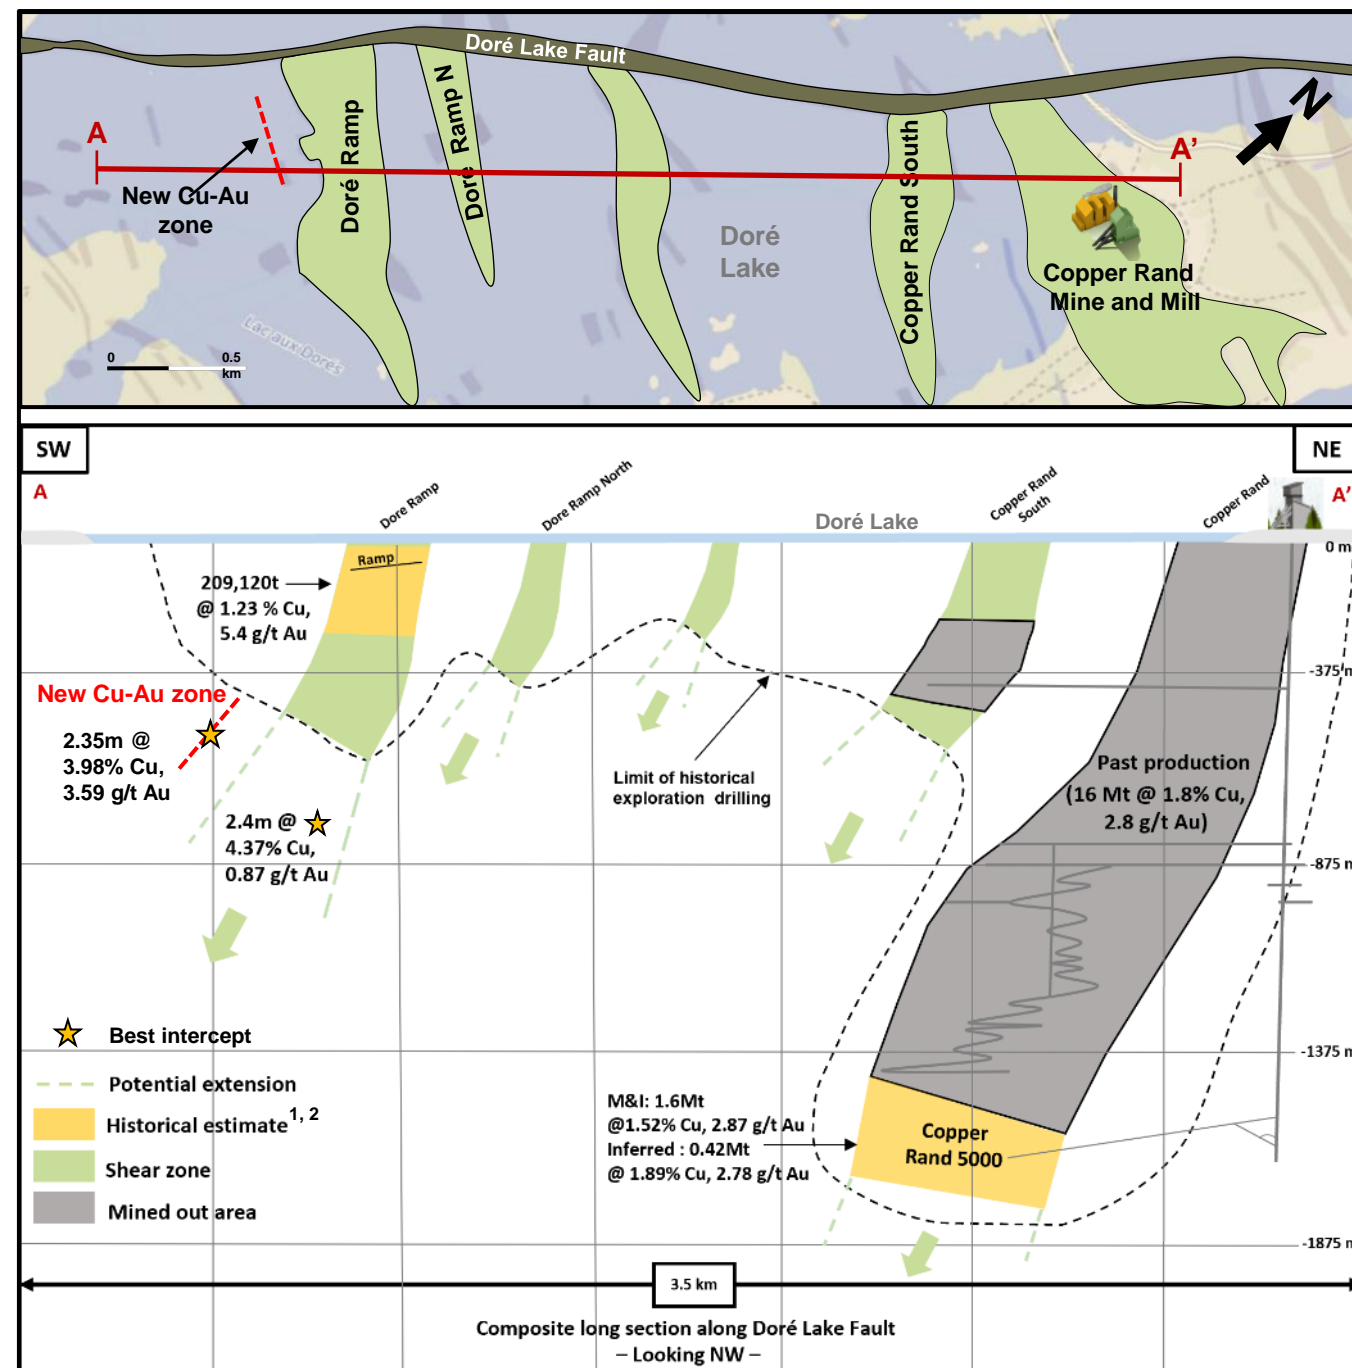 Doré Lake Fault
N
A
A’
New Cu-Au
zone
Doré Ramp
Doré Ramp N
Doré
Lake
Copper Rand South
Copper Rand
Mine and Mill
Lac aux Dorés
0
0.5
km
SW
NE
A
A’
Dore Ramp
Dore Ramp North
Doré Lake
Copper Rand
South
Copper Rand
0 m
Ramp
209,120t
@ 1.23 % Cu,
5.4 g/t Au
-375 m
New Cu-Au zone
2.35m @
3.98% Cu,
3.59 g/t Au
Limit of historical
exploration drilling
Past production
(16 Mt @ 1.8% Cu,
2.8 g/t Au)
2.4m @
4.37% Cu,
0.87 g/t Au
-875 m
Best intercept
Potential extension
Historical estimate1, 2
Shear zone
Mined out area
-1375 m
M&I: 1.6Mt
@1.52% Cu, 2.87 g/t Au
Inferred : 0.42Mt
@ 1.89% Cu, 2.78 g/t Au
Copper
Rand 5000
-1875 m
3.5 km
Composite long section along Doré Lake Fault
– Looking NW –